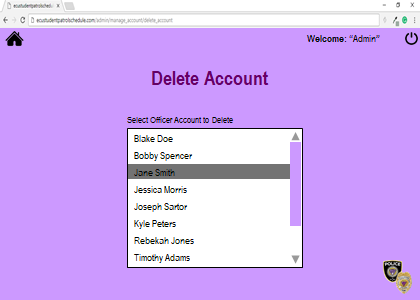 ecustudentpatrolschedule.
ecustudentpatrolschedule.com/admin/manage_account/delete_account
Welcome: "Admin"
Delete Account
Select Officer Account to Delete
Blake Doe
Bobby Spencer
Jane Smith
Jessica Morris
Joseph Sartor
Kyle Peters
Rebekah Jones
Timothy Adams
POLICE